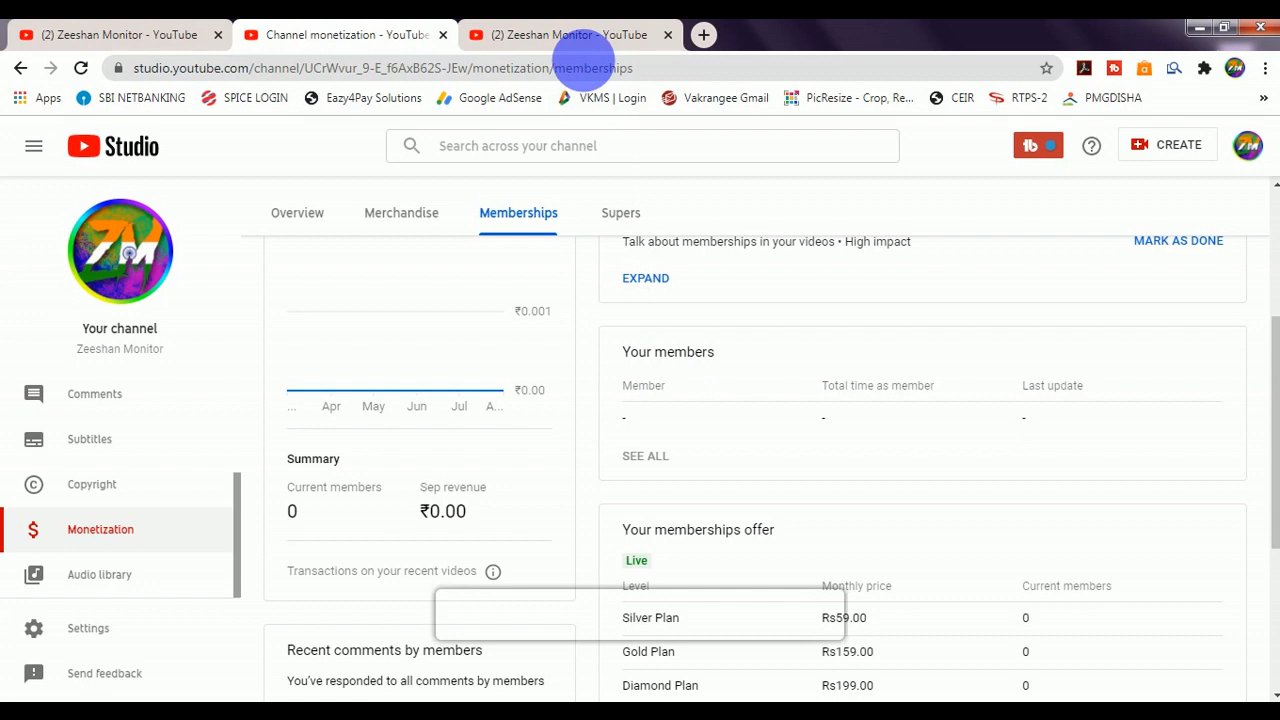 (2) Zeeshan Monitor - YouTube
Channel monetization - YouTube
(2) Zeeshan Monitor - YouTube
studio.youtube.com/channel/UCrWvur_9-E_f6AxB62S-JEw/monetization/memberships
Apps
SBI NETBANKING
SPICE LOGIN
Eazy4Pay Solutions
Google AdSense
VKMS | Login
Vakrangee Gmail
PicResize - Crop, Re...
CEIR
RTPS-2
PMGDISHA
»
Studio
Search across your channel
CREATE
ZM
Your channel
Zeeshan Monitor
Comments
Subtitles
Copyright
Monetization
Audio library
Settings
Send feedback
Overview
Merchandise
Memberships
Supers
₹0.001
₹0.00
... Apr May Jun Jul A...
Summary
Current members
Sep revenue
0
₹0.00
Transactions on your recent videos
Recent comments by members
You've responded to all comments by members
Talk about memberships in your videos • High impact
MARK AS DONE
EXPAND
Your members
Member Total time as member Last update
- - -
SEE ALL
Your memberships offer
Live
Level Monthly price Current members
Silver Plan Rs59.00 0
Gold Plan Rs159.00 0
Diamond Plan Rs199.00 0